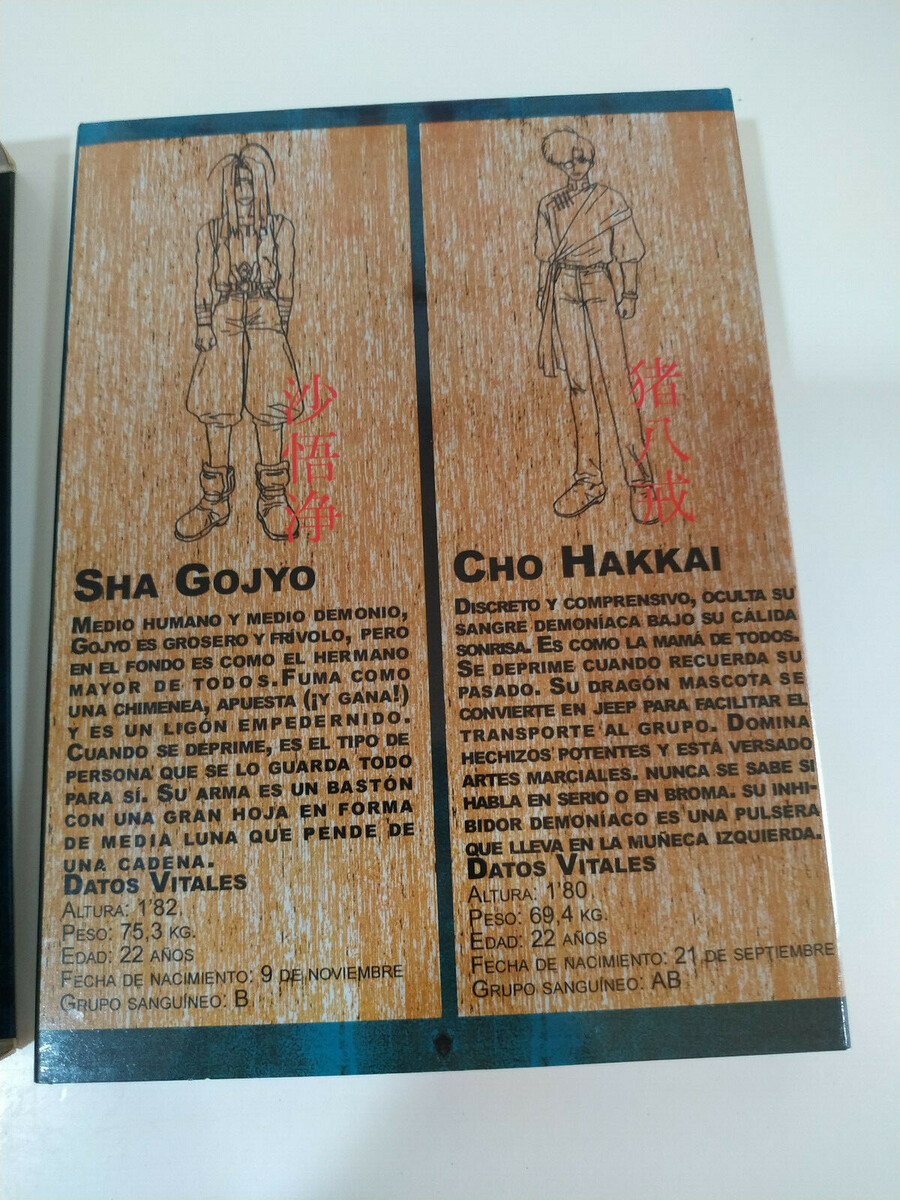 沙悟净
SHA GOJYO
MEDIO HUMANO Y MEDIO DEMONIO,
GOJYO ES GROSERO Y FRÍVOLO, PERO
EN EL FONDO ES COMO EL HERMANO
MAYOR DE TODOS. FUMA COMO
UNA CHIMENEA, APUESTA (¡Y GANA!)
Y ES UN LIGÓN EMPEDERNIDO.
CUANDO SE DEPRIME, ES EL TIPO DE
PERSONA QUE SE LO GUARDA TODO
PARA SÍ. SU ARMA ES UN BASTÓN
CON UNA GRAN HOJA EN FORMA
DE MEDIA LUNA QUE PENDE DE
UNA CADENA.
DATOS VITALES
ALTURA: 1'82.
PESO: 75,3 KG.
EDAD: 22 AÑOS
FECHA DE NACIMIENTO: 9 DE NOVIEMBRE
GRUPO SANGUÍNEO: B
猪八戒
CHO HAKKAI
DISCRETO Y COMPRENSIVO, OCULTA SU
SANGRE DEMONÍACA BAJO SU CÁLIDA
SONRISA. ES COMO LA MAMÁ DE TODOS.
SE DEPRIME CUANDO RECUERDA SU
PASADO. SU DRAGÓN MASCOTA SE
CONVIERTE EN JEEP PARA FACILITAR EL
TRANSPORTE AL GRUPO. DOMINA
HECHIZOS POTENTES Y ESTÁ VERSADO
ARTES MARCIALES. NUNCA SE SABE SI
HABLA EN SERIO O EN BROMA. SU INHI-
BIDOR DEMONÍACO ES UNA PULSERA
QUE LLEVA EN LA MUÑECA IZQUIERDA.
DATOS VITALES
ALTURA: 1'80.
PESO: 69,4 KG.
EDAD: 22 AÑOS
FECHA DE NACIMIENTO: 21 DE SEPTIEMBRE
GRUPO SANGUÍNEO: AB